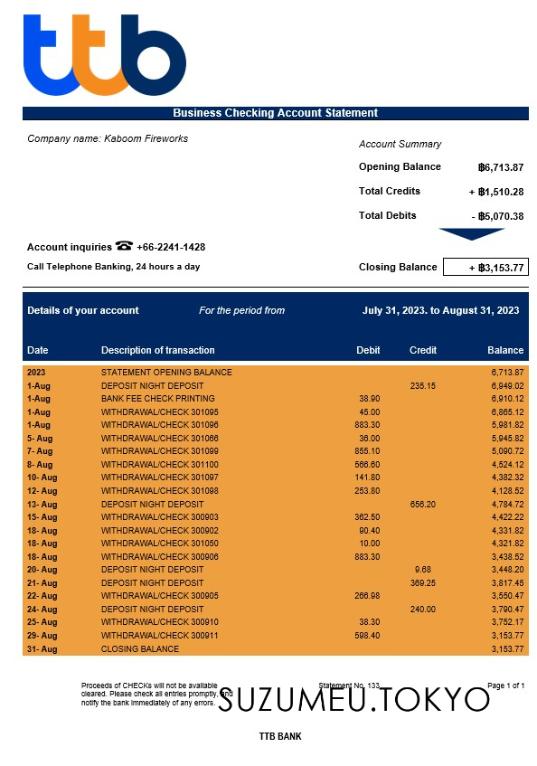 ttb
Business Checking Account Statement
Company name: Kaboom Fireworks
Account Summary
Opening Balance ฿6,713.87
Total Credits + ฿1,510.28
Total Debits - ฿5,070.38
Account inquiries ☎ +66-2241-1428
Call Telephone Banking, 24 hours a day
Closing Balance + ฿3,153.77
Details of your account For the period from July 31, 2023. to August 31, 2023
Date Description of transaction Debit Credit Balance
2023 STATEMENT OPENING BALANCE 6,713.87
1-Aug DEPOSIT NIGHT DEPOSIT 235.15 6,949.02
1-Aug BANK FEE CHECK PRINTING 38.90 6,910.12
1-Aug WITHDRAWAL/CHECK 301095 45.00 6,865.12
1-Aug WITHDRAWAL/CHECK 301096 883.30 5,981.82
5- Aug WITHDRAWAL/CHECK 301066 36.00 5,945.82
7- Aug WITHDRAWAL/CHECK 301099 855.10 5,090.72
8- Aug WITHDRAWAL/CHECK 301100 566.60 4,524.12
10- Aug WITHDRAWAL/CHECK 301097 141.80 4,382.32
12- Aug WITHDRAWAL/CHECK 301098 253.80 4,128.52
13- Aug DEPOSIT NIGHT DEPOSIT 656.20 4,784.72
15- Aug WITHDRAWAL/CHECK 300903 362.50 4,422.22
18- Aug WITHDRAWAL/CHECK 300902 90.40 4,331.82
18- Aug WITHDRAWAL/CHECK 301050 10.00 4,321.82
18- Aug WITHDRAWAL/CHECK 300906 883.30 3,438.52
20- Aug DEPOSIT NIGHT DEPOSIT 9.68 3,448.20
21- Aug DEPOSIT NIGHT DEPOSIT 369.25 3,817.45
22- Aug WITHDRAWAL/CHECK 300905 266.98 3,550.47
24- Aug DEPOSIT NIGHT DEPOSIT 240.00 3,790.47
25- Aug WITHDRAWAL/CHECK 300910 38.30 3,752.17
29- Aug WITHDRAWAL/CHECK 300911 598.40 3,153.77
31- Aug CLOSING BALANCE 3,153.77
Proceeds of CHECKs will not be available Statement No. 133 Page 1 of 1
cleared. Please check all entries promptly, and
notify the bank immediately of any errors.
SUZUMEU.TOKYO
TTB BANK